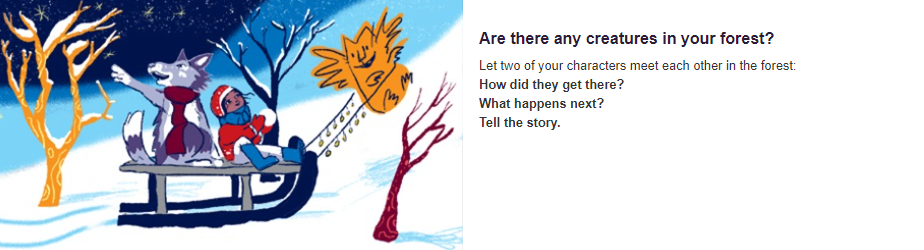 Are there any creatures in your forest?
Let two of your characters meet each other in the forest:
How did they get there?
What happens next?
Tell the story.